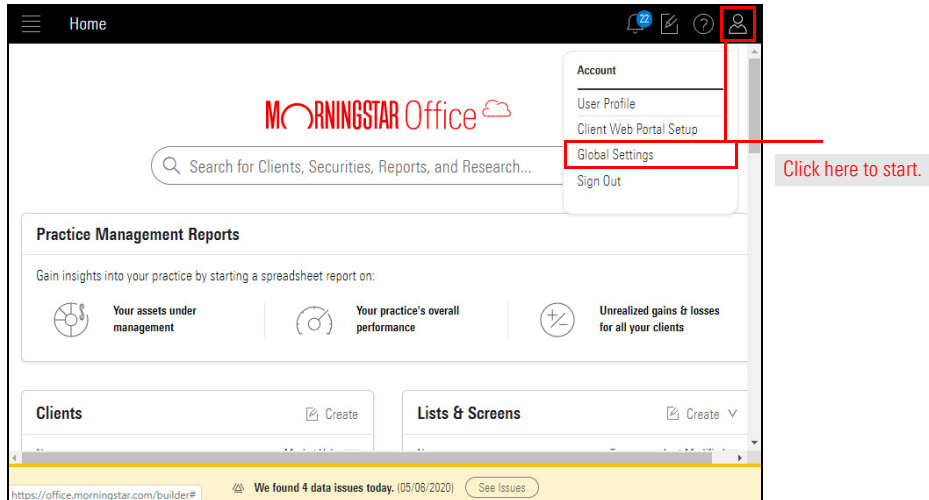 Home
22
Account
User Profile
Client Web Portal Setup
Global Settings
Sign Out
Click here to start.
MORNINGSTAR Office
Search for Clients, Securities, Reports, and Research...
Practice Management Reports
Gain insights into your practice by starting a spreadsheet report on:
Your assets under
management
Your practice's overall
performance
Unrealized gains & losses
for all your clients
Clients
Create
Lists & Screens
Create
We found 4 data issues today. (05/06/2020)
See Issues
https://office.morningstar.com/builder#